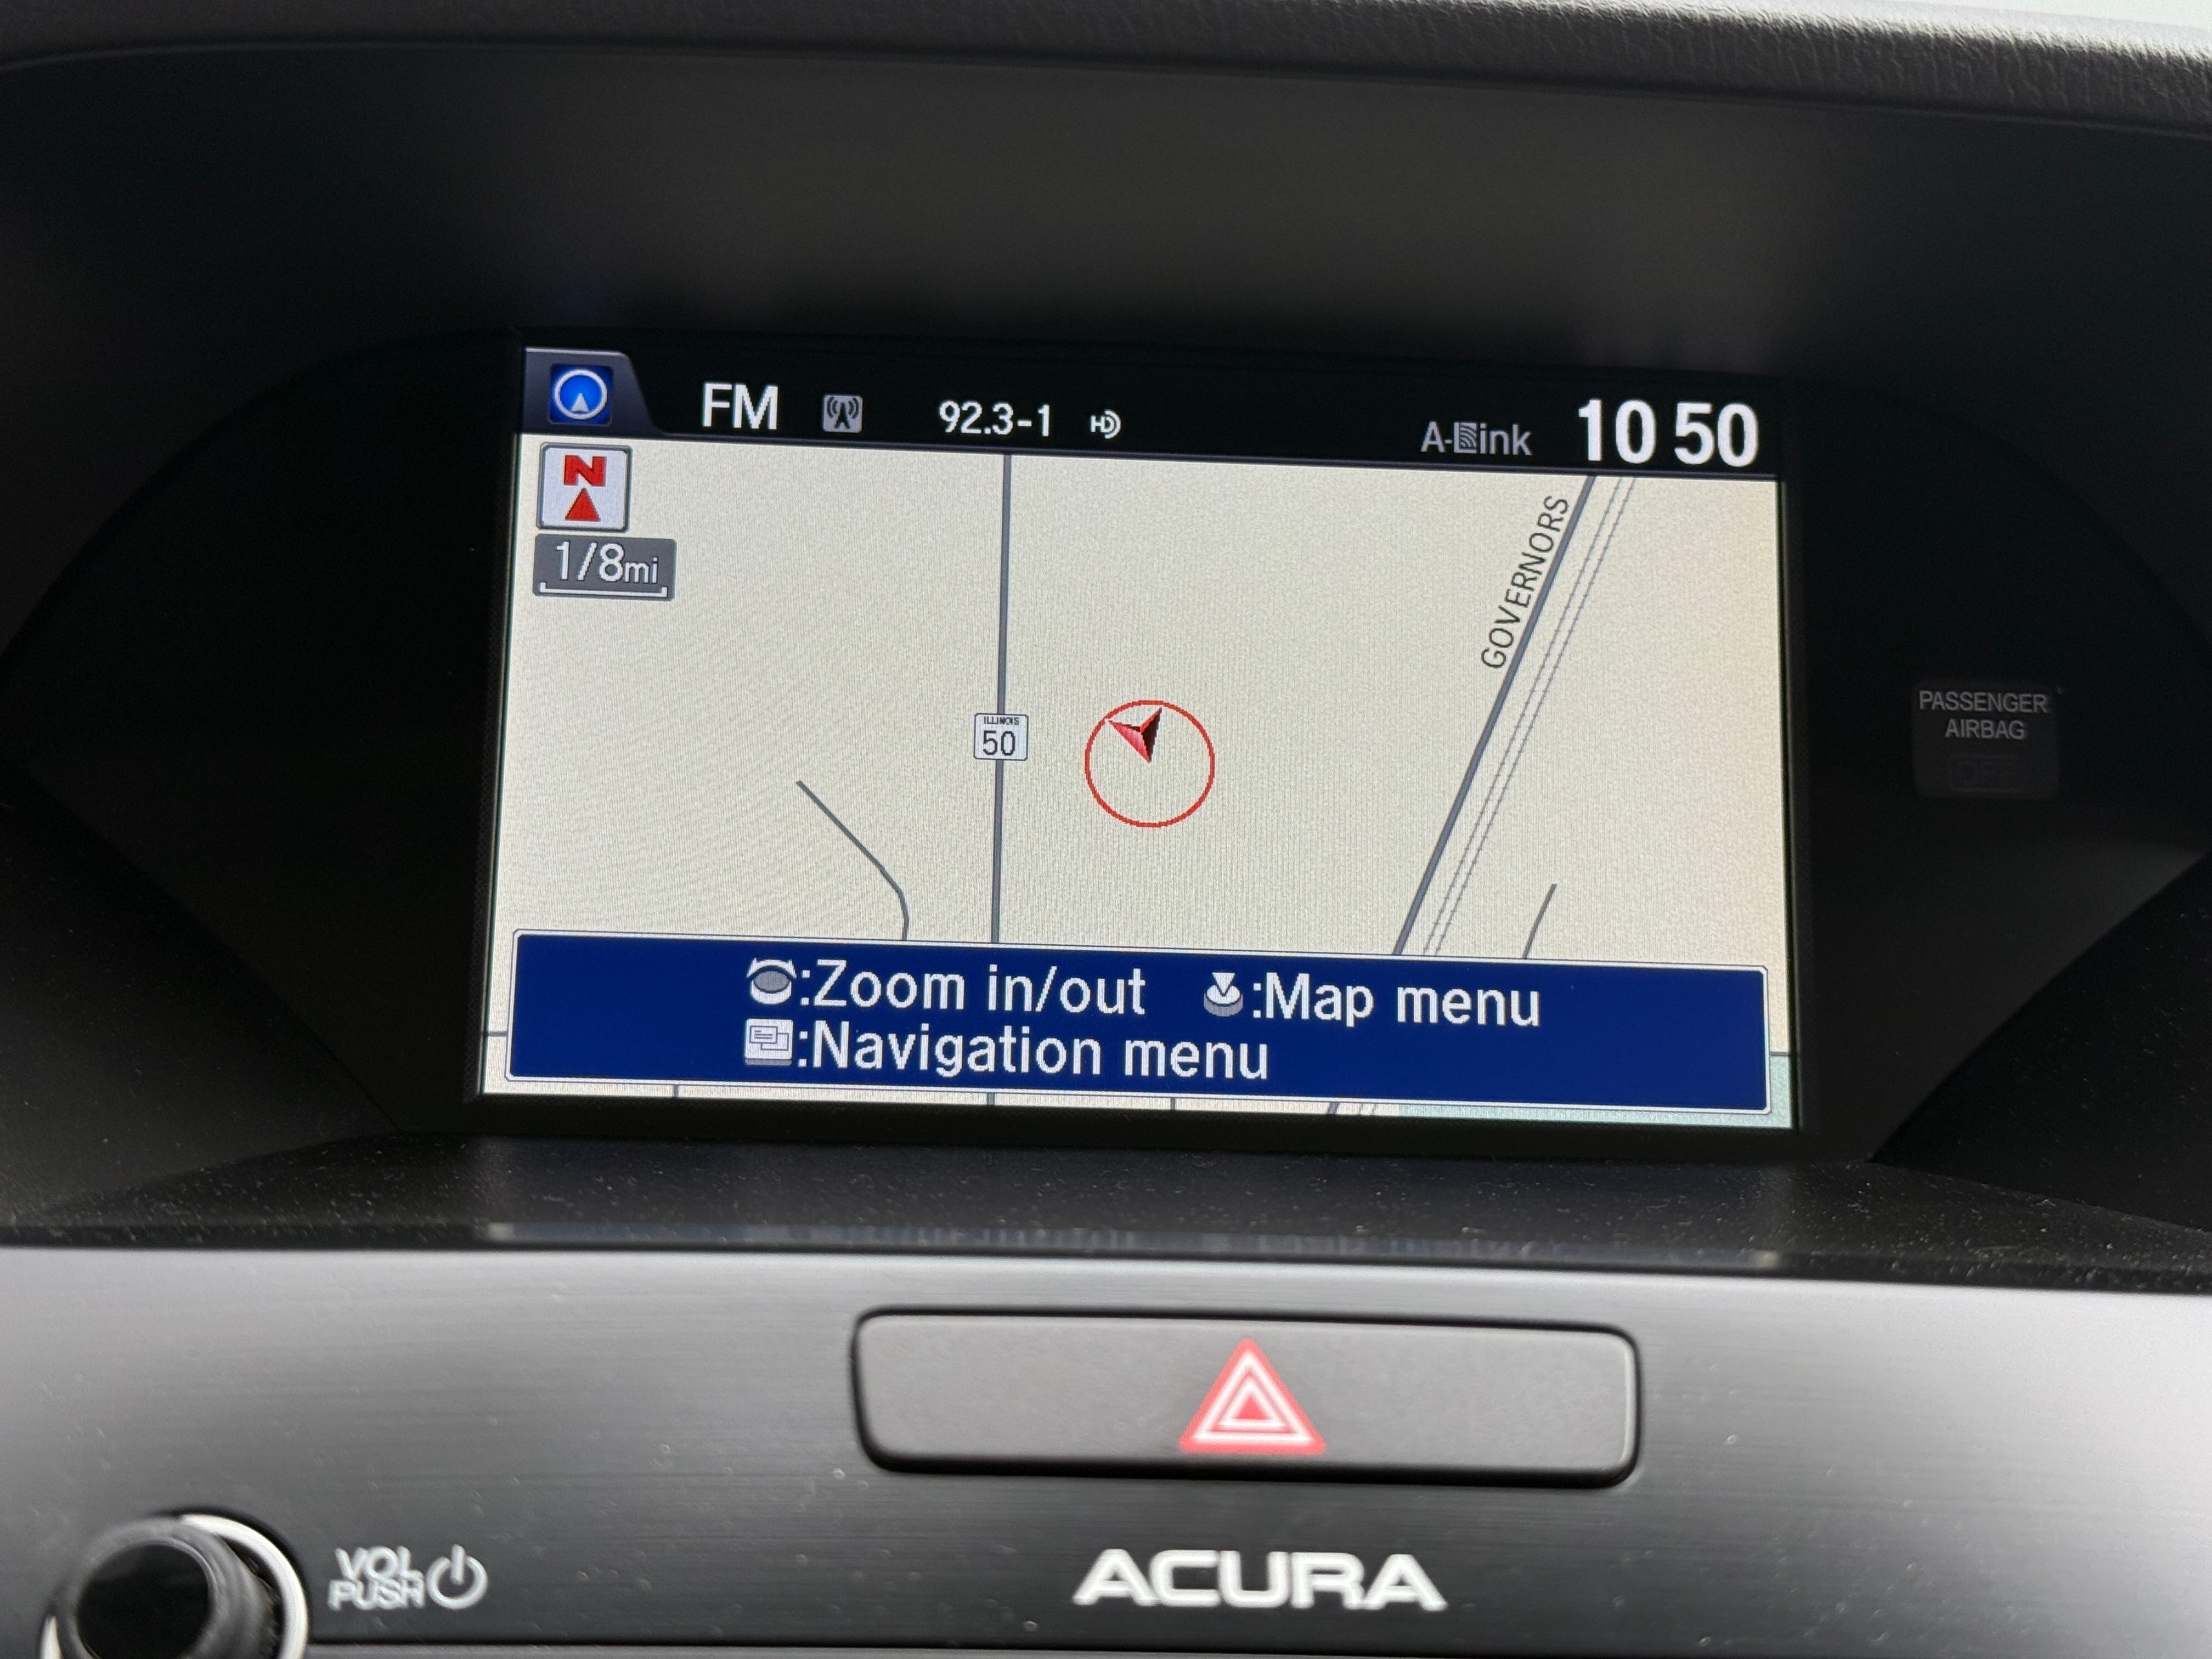 FM 92.3-1 HD A-Link 10 50
N
1/8mi
GOVERNORS
ILLINOIS
50
PASSENGER
AIRBAG
:Zoom in/out :Map menu
:Navigation menu
VOL
PUSH
ACURA